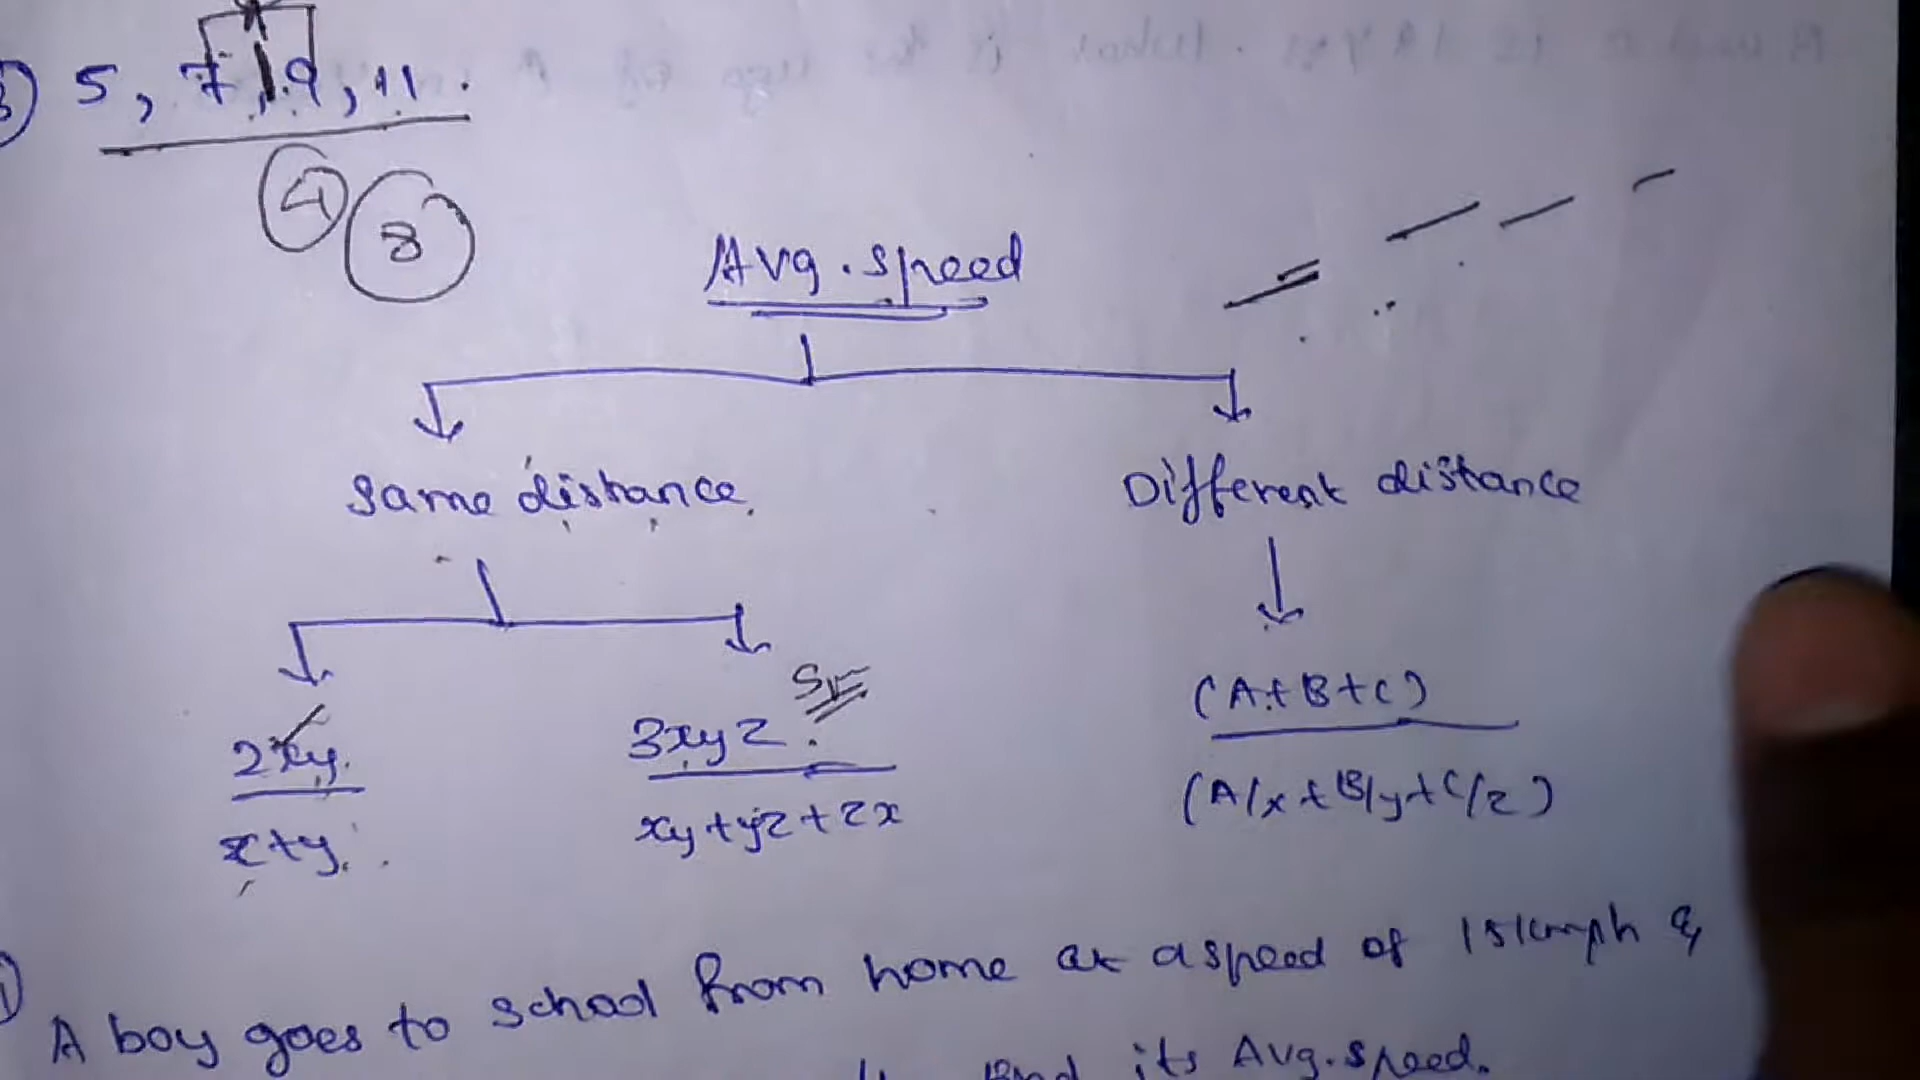 5, 7, 9, 11.
4 8
Avg. speed
Same distance Different distance
2xy 3xyz (A+B+C)
x+y xy+yz+zx (A/x+B/y+C/z)
A boy goes to school from home at a speed of 15kmph &
its Avg. speed.